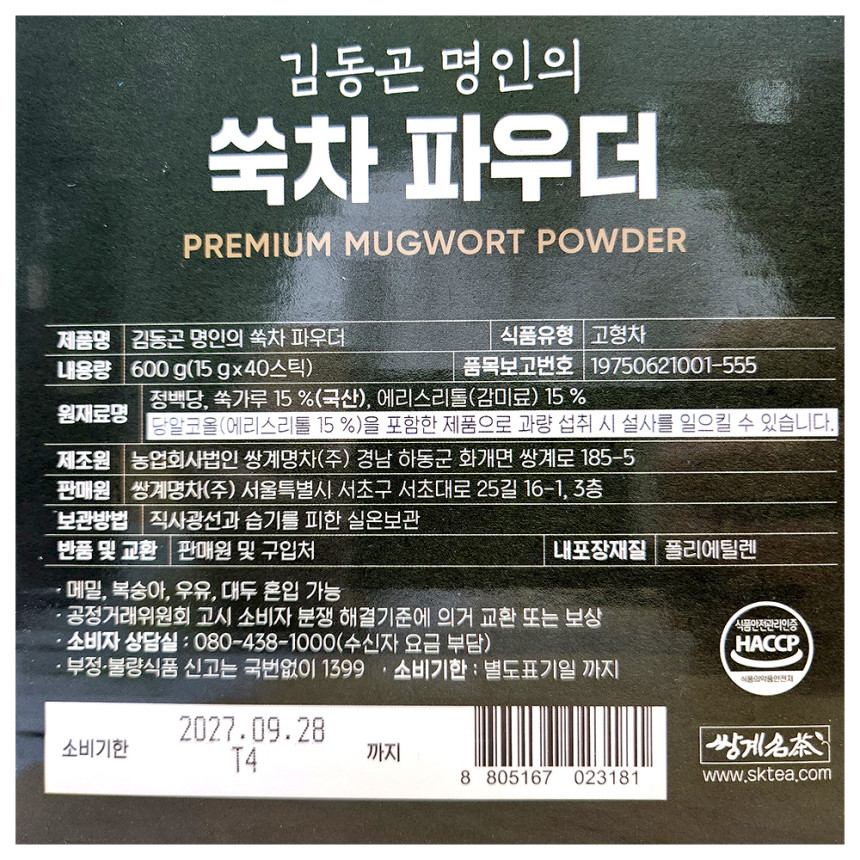 김동곤 명인의
쑥차 파우더
PREMIUM MUGWORT POWDER
제품명 김동곤 명인의 쑥차 파우더 식품유형 고형차
내용량 600 g(15 g×40스틱) 품목보고번호 19750621001-555
원재료명 정백당, 쑥가루 15 %(국산), 에리스리톨(감미료) 15 %
당알코올(에리스리톨 15 %)을 포함한 제품으로 과량 섭취 시 설사를 일으킬 수 있습니다.
제조원 농업회사법인 쌍계명차(주) 경남 하동군 화개면 쌍계로 185-5
판매원 쌍계명차(주) 서울특별시 서초구 서초대로 25길 16-1, 3층
보관방법 직사광선과 습기를 피한 실온보관
반품 및 교환 판매원 및 구입처 내포장재질 폴리에틸렌
· 메밀, 복숭아, 우유, 대두 혼입 가능
· 공정거래위원회 고시 소비자 분쟁 해결기준에 의거 교환 또는 보상
· 소비자 상담실 : 080-438-1000(수신자 요금 부담)
· 부정·불량식품 신고는 국번없이 1399 · 소비기한 : 별도표기일 까지
식품안전관리인증
HACCP
식품의약품안전처
소비기한 2027.09.28 까지
T4
8 805167 023181
쌍계名茶
www.sktea.com